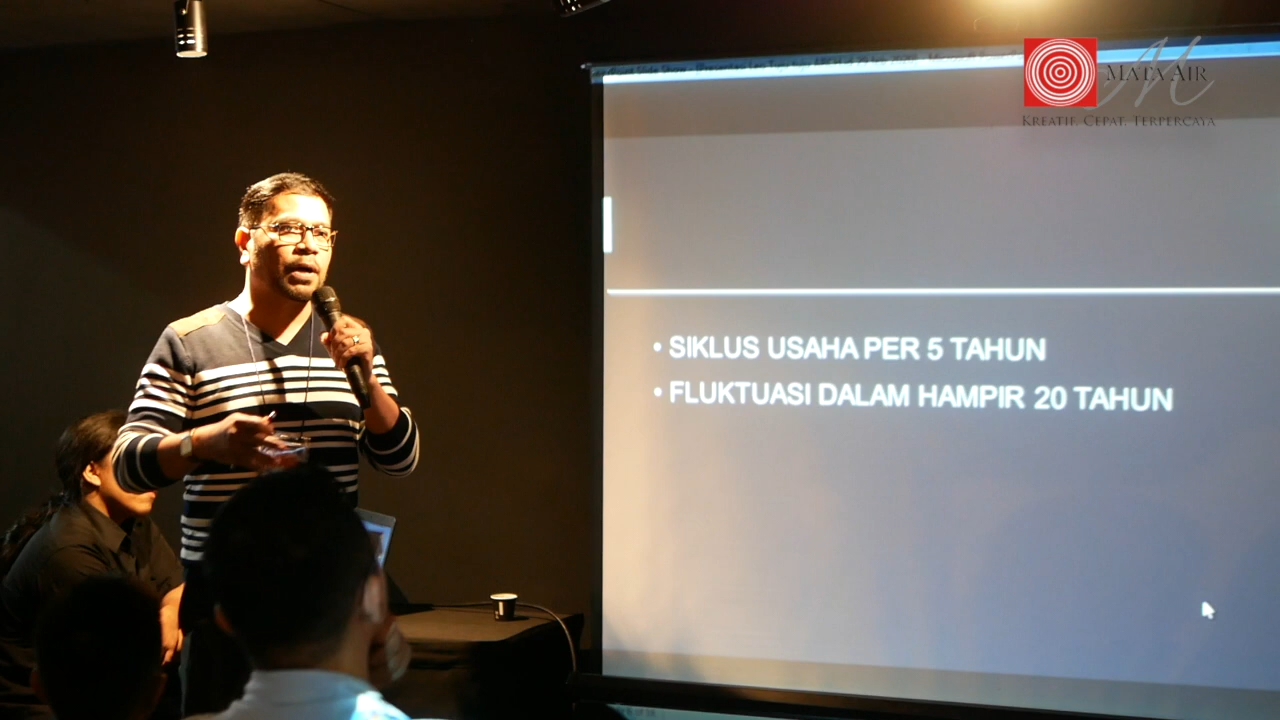 MATA AIR
KREATIF. CEPAT. TERPERCAYA
• SIKLUS USAHA PER 5 TAHUN
• FLUKTUASI DALAM HAMPIR 20 TAHUN